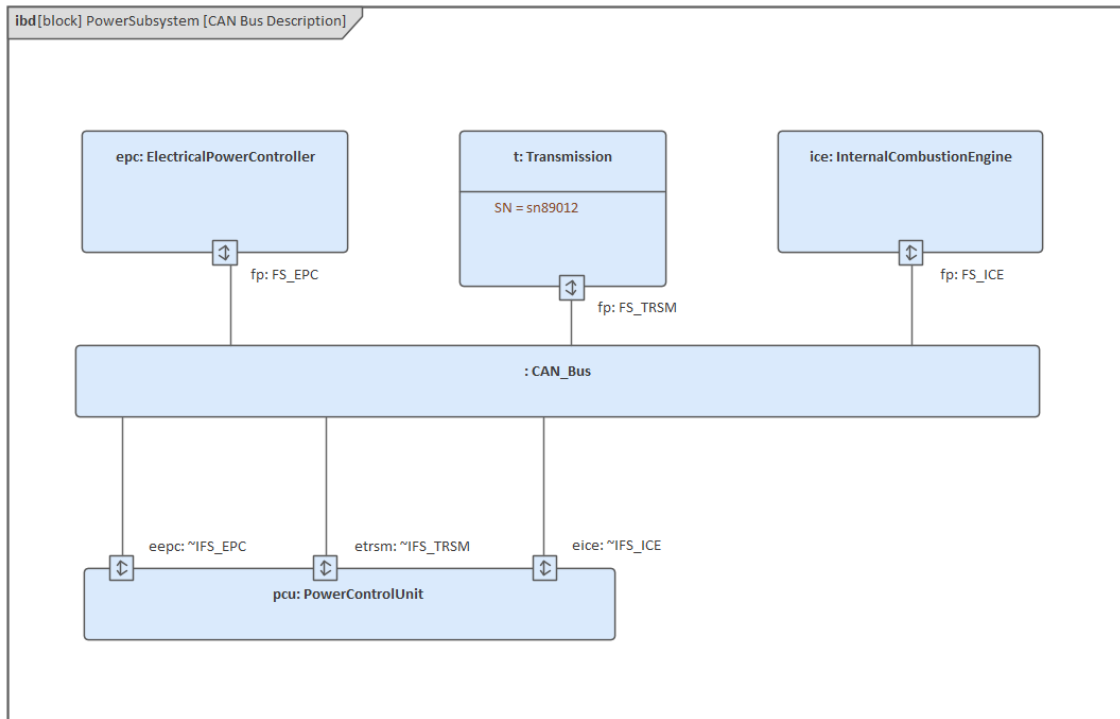 ibd [block] PowerSubsystem [CAN Bus Description]
epc: ElectricalPowerController
t: Transmission
ice: InternalCombustionEngine
SN = sn89012
fp: FS_EPC
fp: FS_ICE
fp: FS_TRSM
: CAN_Bus
eepc: ~IFS_EPC
etrsm: ~IFS_TRSM
eice: ~IFS_ICE
pcu: PowerControlUnit